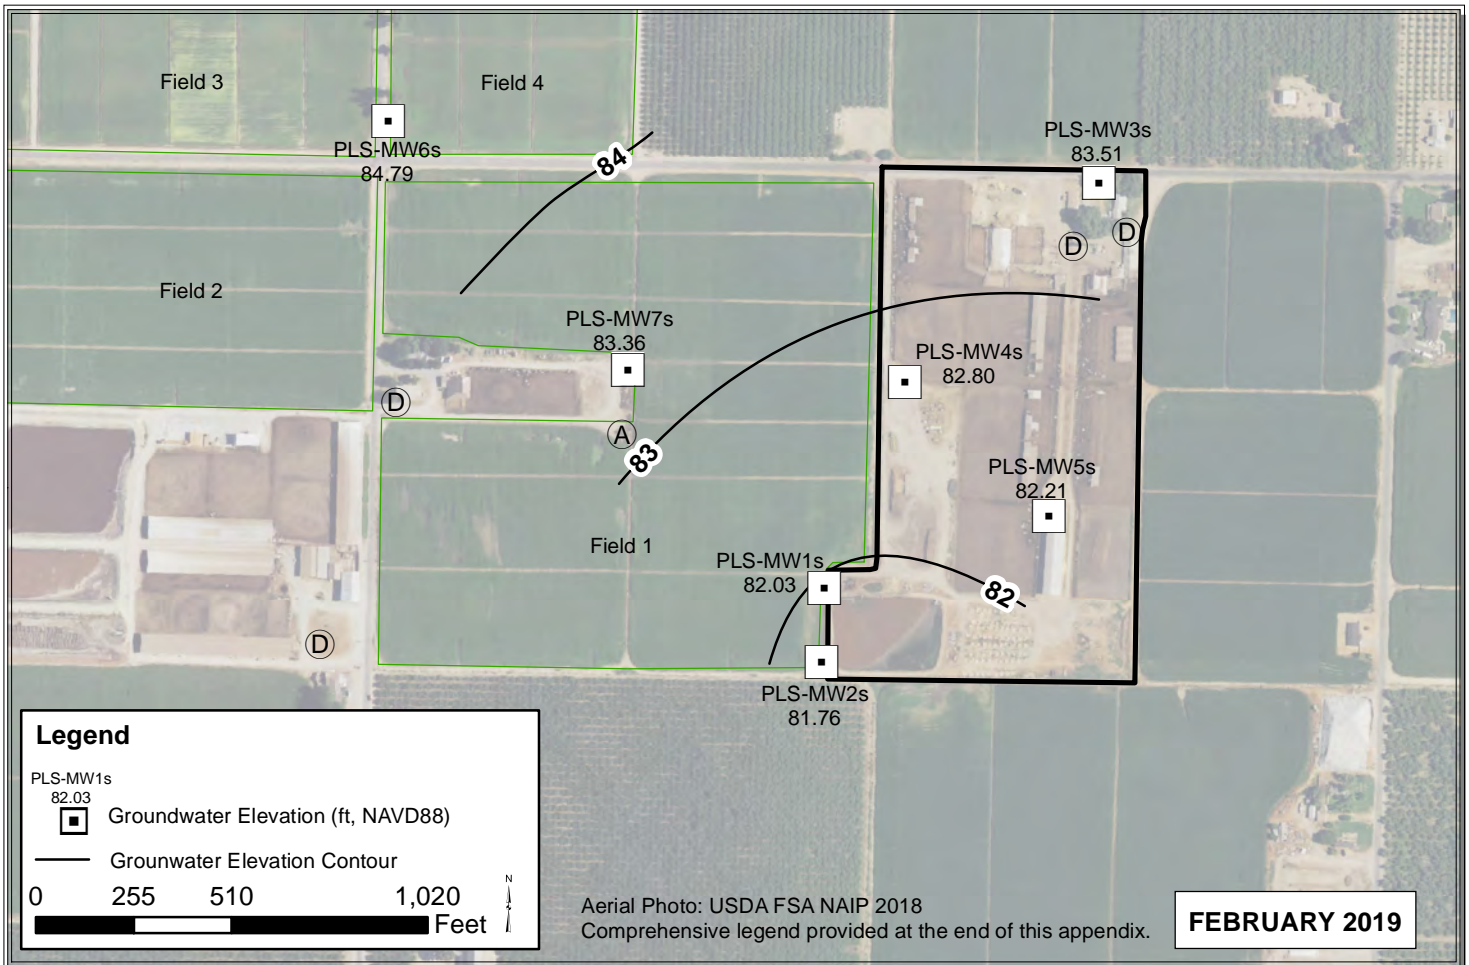 Field 3
Field 4
PLS-MW6s
84.79
84
PLS-MW3s
83.51
D
D
Field 2
PLS-MW7s
83.36
PLS-MW4s
82.80
D
A
83
PLS-MW5s
82.21
Field 1
PLS-MW1s
82.03
82
D
PLS-MW2s
81.76
Legend
PLS-MW1s
82.03
Groundwater Elevation (ft, NAVD88)
Grounwater Elevation Contour
0 255 510 1,020
Feet
N
Aerial Photo: USDA FSA NAIP 2018
Comprehensive legend provided at the end of this appendix.
FEBRUARY 2019